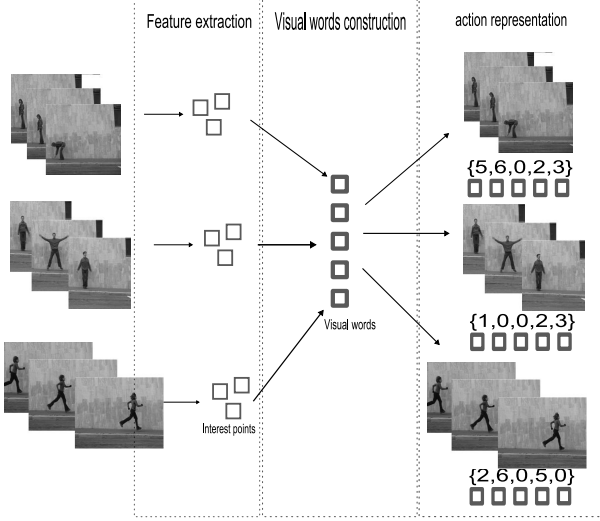 Feature extraction
Visual words construction
action representation
{5,6,0,2,3}
{1,0,0,2,3}
Visual words
Interest points
{2,6,0,5,0}